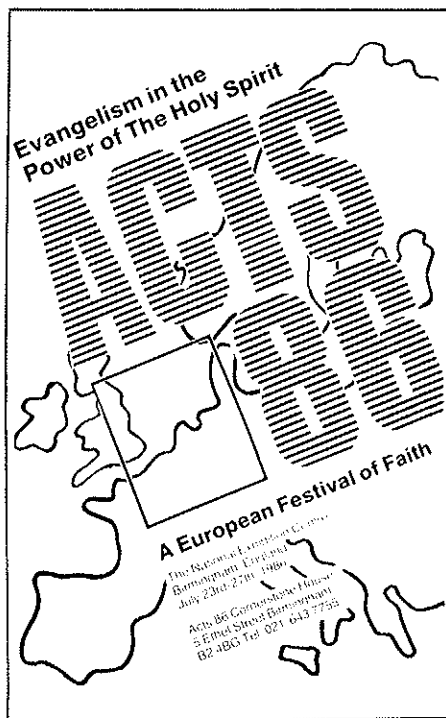 Evangelism in the
Power of The Holy Spirit
ACTS
86
A European Festival of Faith
The National Exhibition Centre
Birmingham, England
July 23rd-27th 1986
Acts 86 Cornerstone House
5 Ethel Street Birmingham
B2 4BG Tel 021 643 7755